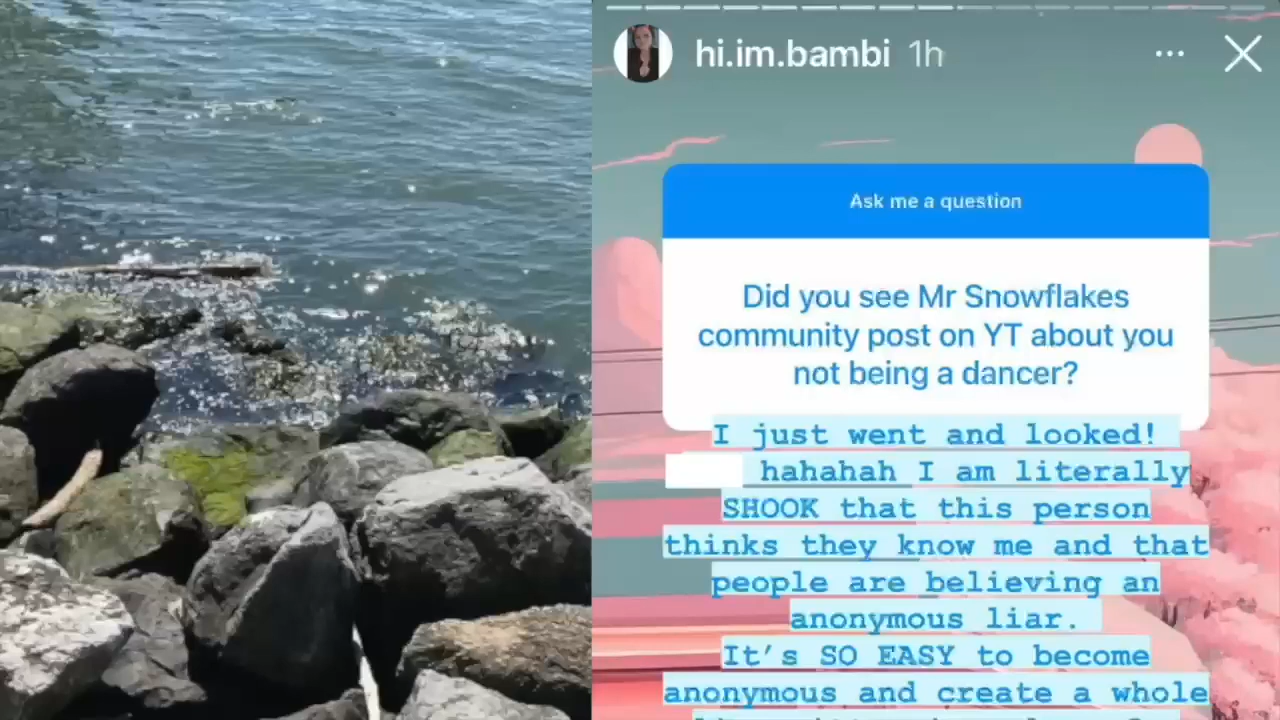 hi.im.bambi 1h
Ask me a question
Did you see Mr Snowflakes
community post on YT about you
not being a dancer?
I just went and looked!
hahahah I am literally
SHOOK that this person
thinks they know me and that
people are believing an
anonymous liar.
It's SO EASY to become
anonymous and create a whole